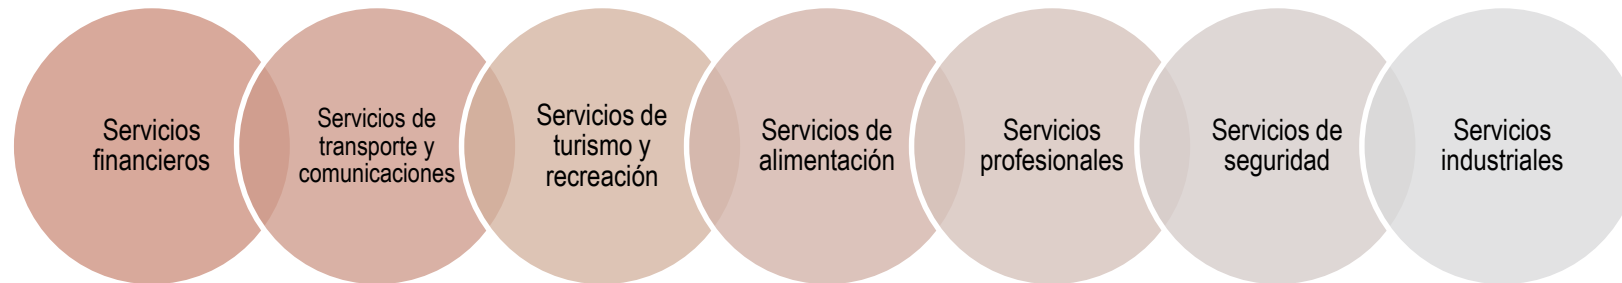 Servicios
financieros
Servicios de
transporte y
comunicaciones
Servicios de
turismo y
recreación
Servicios de
alimentación
Servicios
profesionales
Servicios de
seguridad
Servicios
industriales